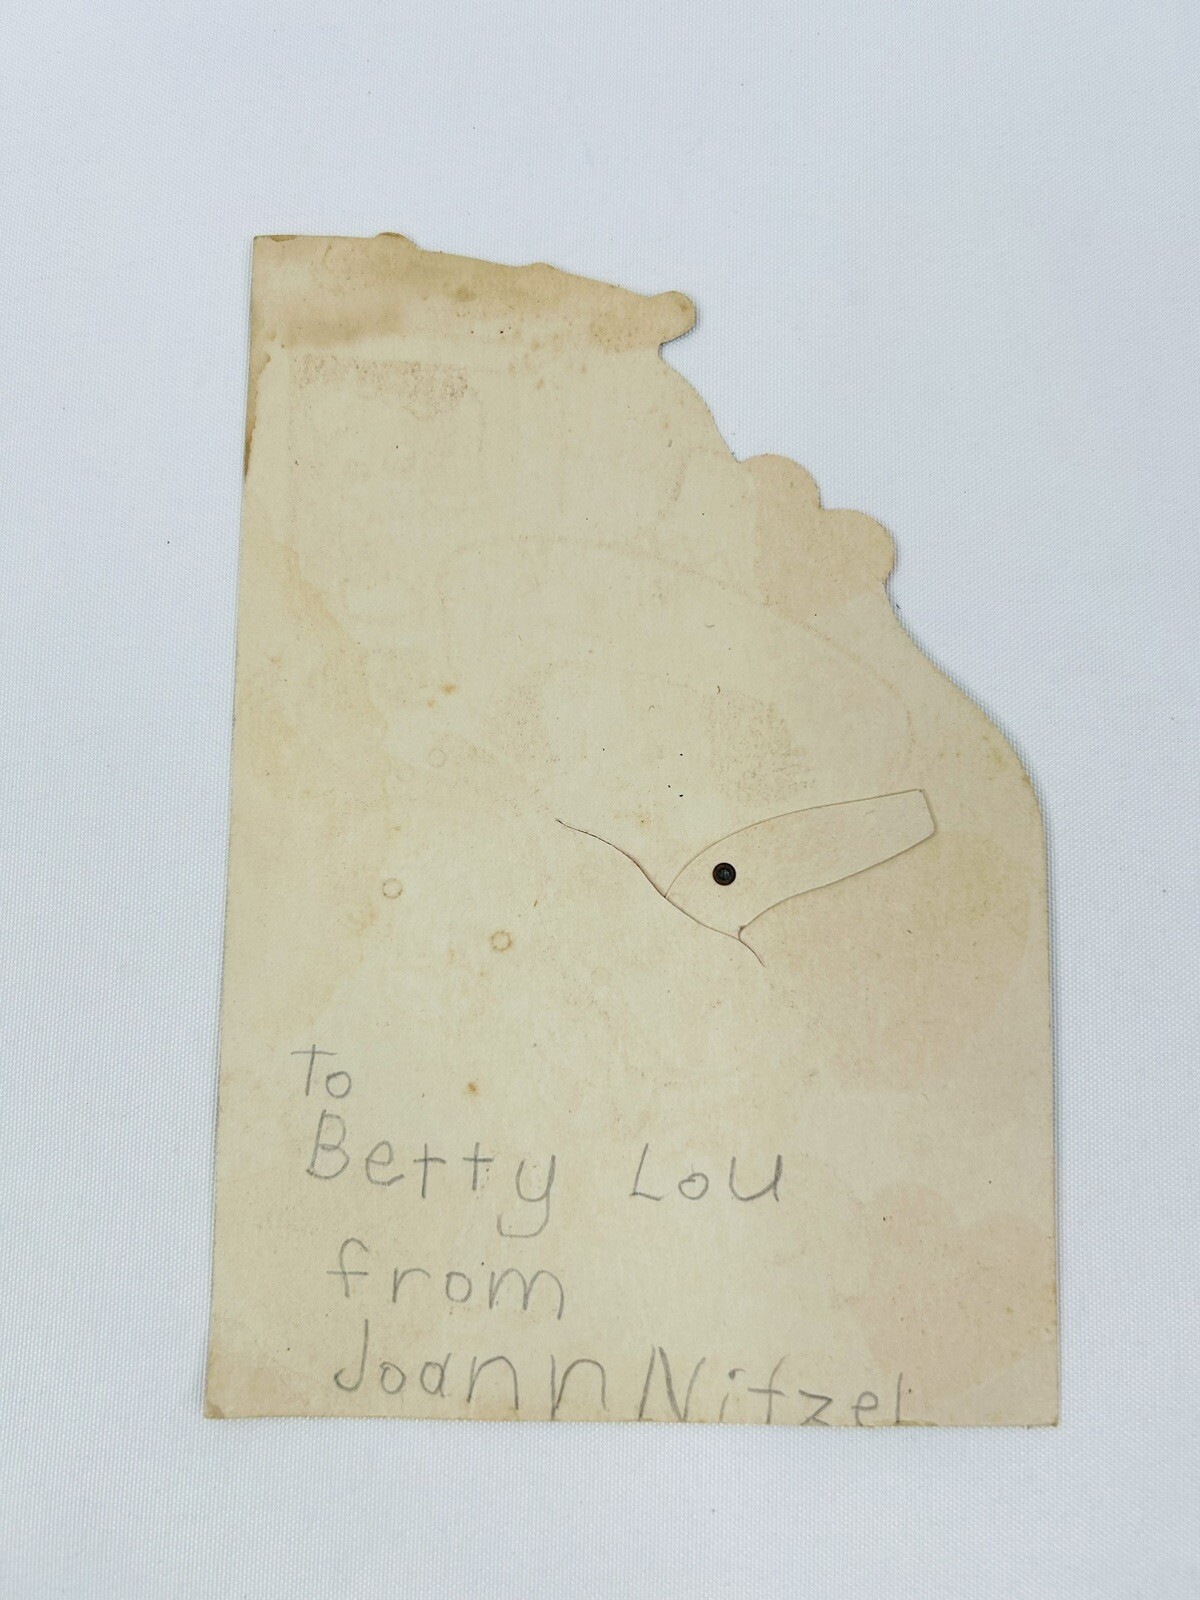 To
Betty Lou
from
Joann Nitzel